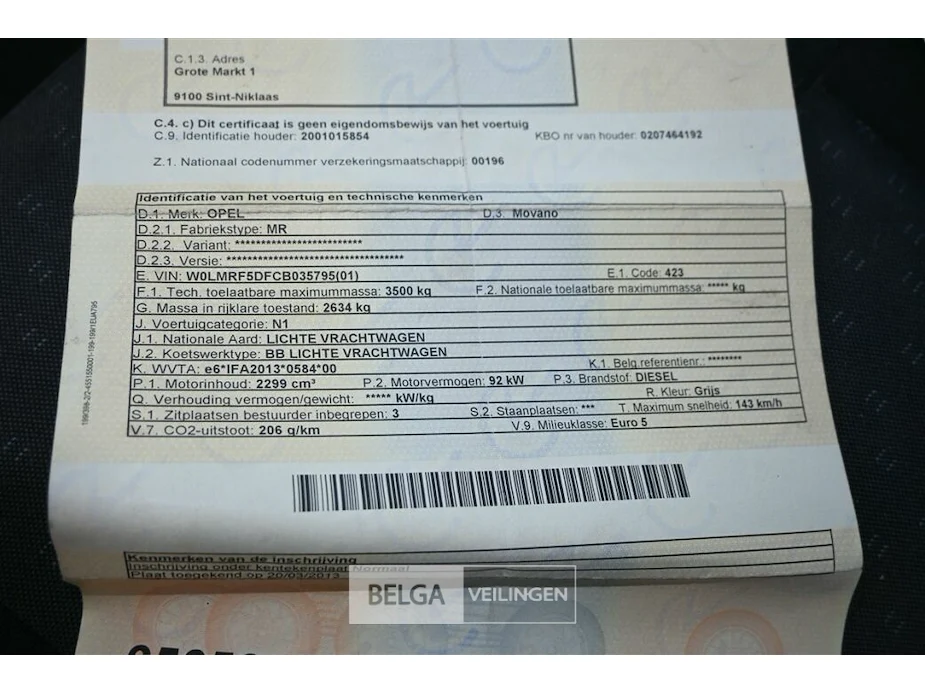 C.1.3. Adres
Grote Markt 1
9100 Sint-Niklaas
C.4. c) Dit certificaat is geen eigendomsbewijs van het voertuig
C.9. Identificatie houder: 2001015854 KBO nr van houder: 0207464192
Z.1. Nationaal codenummer verzekeringsmaatschappij: 00196
Identificatie van het voertuig en technische kenmerken
D.1. Merk: OPEL D.3. Movano
D.2.1. Fabriekstype: MR
D.2.2. Variant: *************************
D.2.3. Versie: ***********************************
E. VIN: W0LMRF5DFCB035795(01) E.1. Code: 423
F.1. Tech. toelaatbare maximummassa: 3500 kg F.2. Nationale toelaatbare maximummassa: ***** kg
G. Massa in rijklare toestand: 2634 kg
J. Voertuigcategorie: N1
J.1. Nationale Aard: LICHTE VRACHTWAGEN
J.2. Koetswerktype: BB LICHTE VRACHTWAGEN
K. WVTA: e6*IFA2013*0584*00 K.1. Belg referentienr: ********
P.1. Motorinhoud: 2299 cm³ P.2. Motorvermogen: 92 kW P.3. Brandstof: DIESEL
Q. Verhouding vermogen/gewicht: ***** kW/kg R. Kleur: Grijs
S.1. Zitplaatsen bestuurder inbegrepen: 3 S.2. Staanplaatsen: *** T. Maximum snelheid: 143 km/h
V.7. CO2-uitstoot: 206 g/km V.9. Milieuklasse: Euro 5
Kenmerken van de inschrijving
Inschrijving onder kentekenplaat Normaal
Plaat toegekend op 20/03/2013
BELGA VEILINGEN